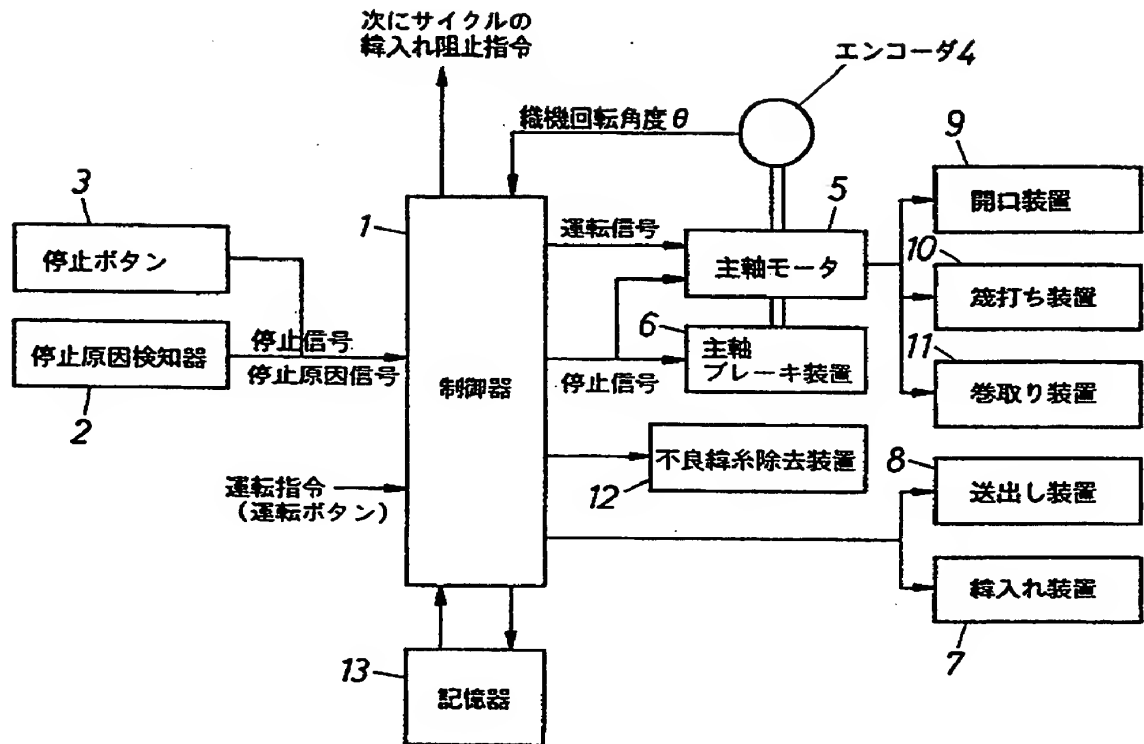 次にサイクルの
緯入れ阻止指令
エンコーダ4
織機回転角度θ
9
3
5
開口装置
1
運転信号
停止ボタン
主軸モータ
10
筬打ち装置
6
停止原因検知器
停止信号
停止原因信号
主軸
ブレーキ装置
11
制御器
停止信号
巻取り装置
2
不良緯糸除去装置
8
運転指令
(運転ボタン)
12
送出し装置
緯入れ装置
13
記憶器
7